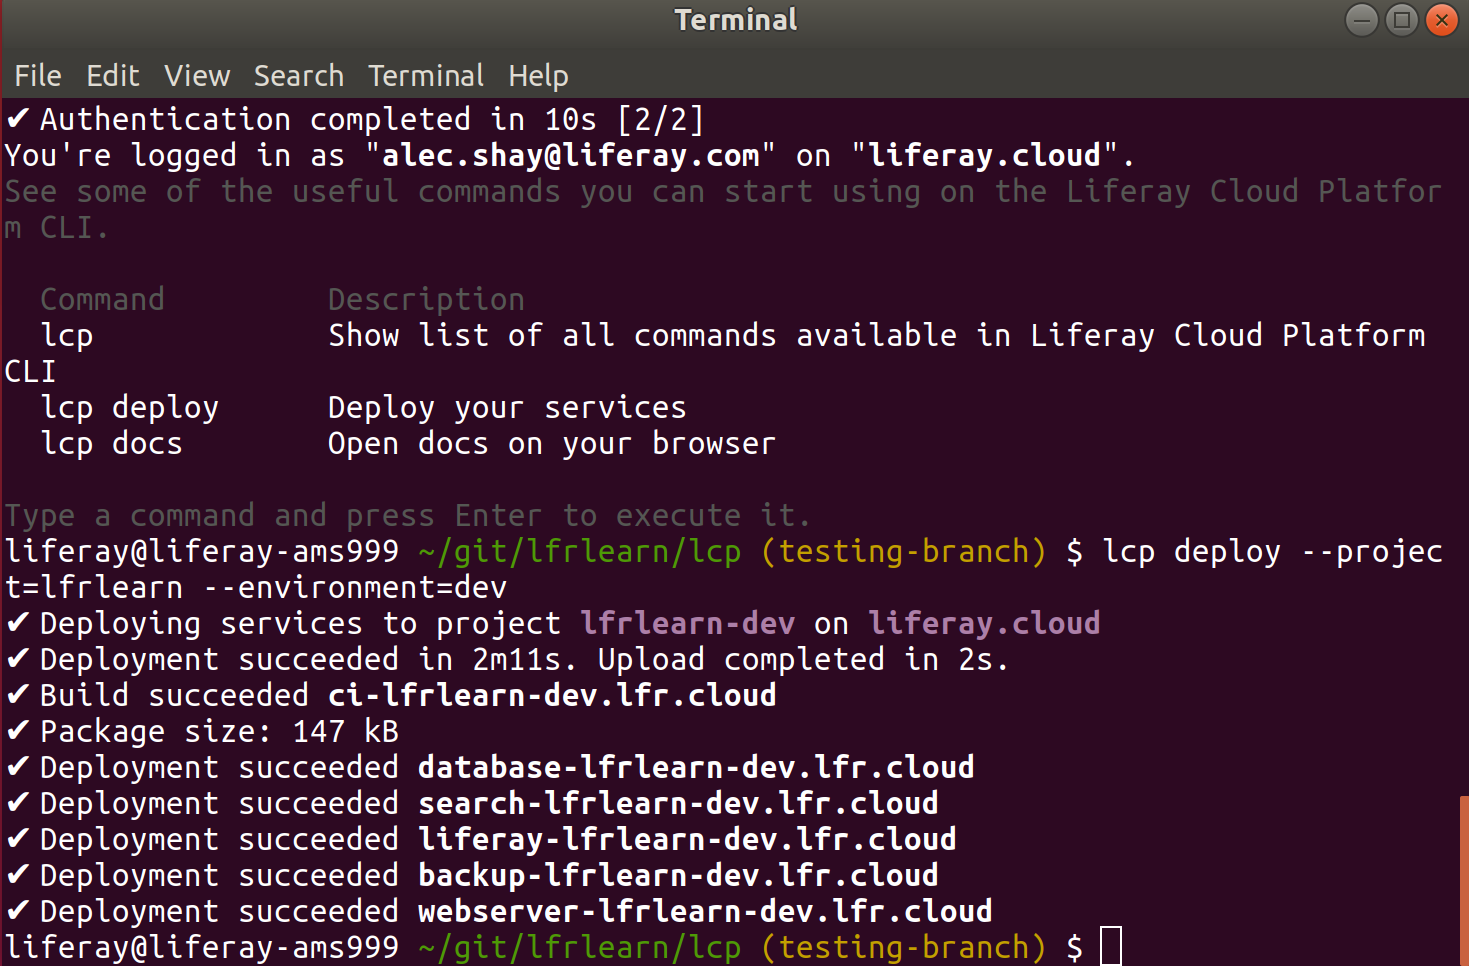 Terminal
File Edit View Search Terminal Help
✔ Authentication completed in 10s [2/2]
You're logged in as "alec.shay@liferay.com" on "liferay.cloud".
See some of the useful commands you can start using on the Liferay Cloud Platfor
m CLI.
Command Description
lcp Show list of all commands available in Liferay Cloud Platform
CLI
lcp deploy Deploy your services
lcp docs Open docs on your browser
Type a command and press Enter to execute it.
liferay@liferay-ams999 ~/git/lfrlearn/lcp (testing-branch) $ lcp deploy --projec
t=lfrlearn --environment=dev
✔ Deploying services to project lfrlearn-dev on liferay.cloud
✔ Deployment succeeded in 2m11s. Upload completed in 2s.
✔ Build succeeded ci-lfrlearn-dev.lfr.cloud
✔ Package size: 147 kB
✔ Deployment succeeded database-lfrlearn-dev.lfr.cloud
✔ Deployment succeeded search-lfrlearn-dev.lfr.cloud
✔ Deployment succeeded liferay-lfrlearn-dev.lfr.cloud
✔ Deployment succeeded backup-lfrlearn-dev.lfr.cloud
✔ Deployment succeeded webserver-lfrlearn-dev.lfr.cloud
liferay@liferay-ams999 ~/git/lfrlearn/lcp (testing-branch) $